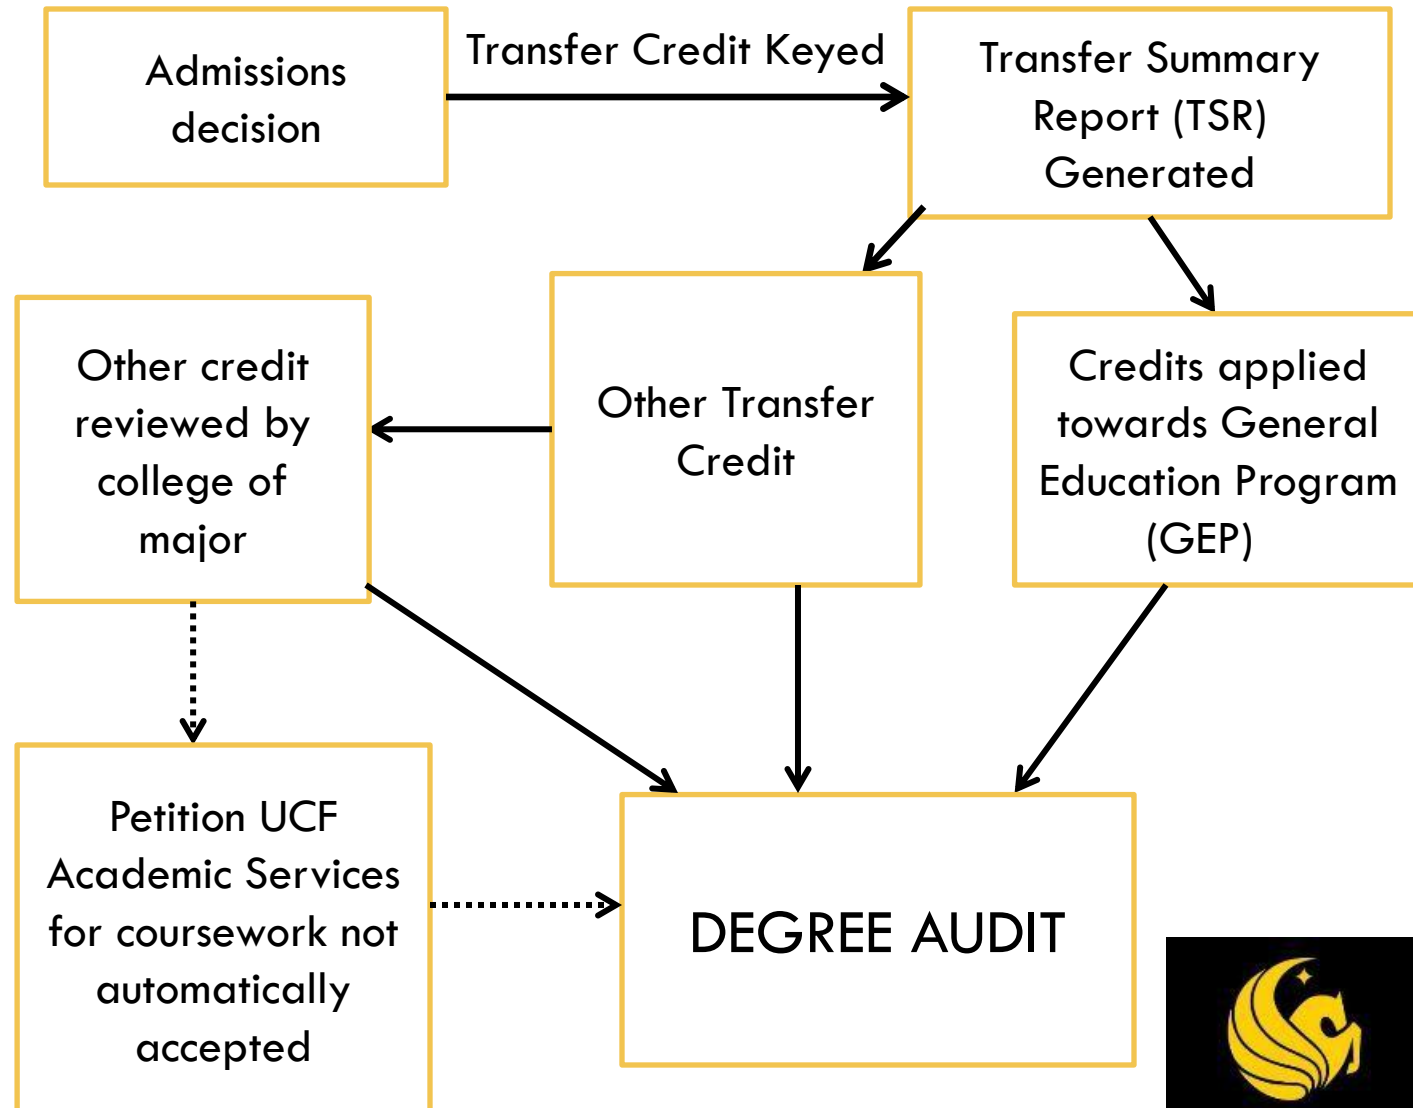 Admissions
decision
Transfer Credit Keyed
Transfer Summary
Report (TSR)
Generated
Other credit
reviewed by
college of
major
Other Transfer
Credit
Credits applied
towards General
Education Program
(GEP)
Petition UCF
Academic Services
for coursework not
automatically
accepted
DEGREE AUDIT